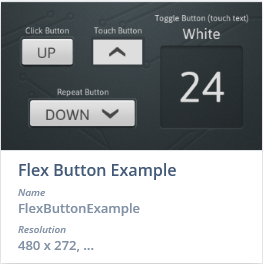 Toggle Button (touch text)
Click Button
Touch Button
White
UP
24
Repeat Button
DOWN
Flex Button Example
Name
FlexButtonExample
Resolution
480 x 272, ...